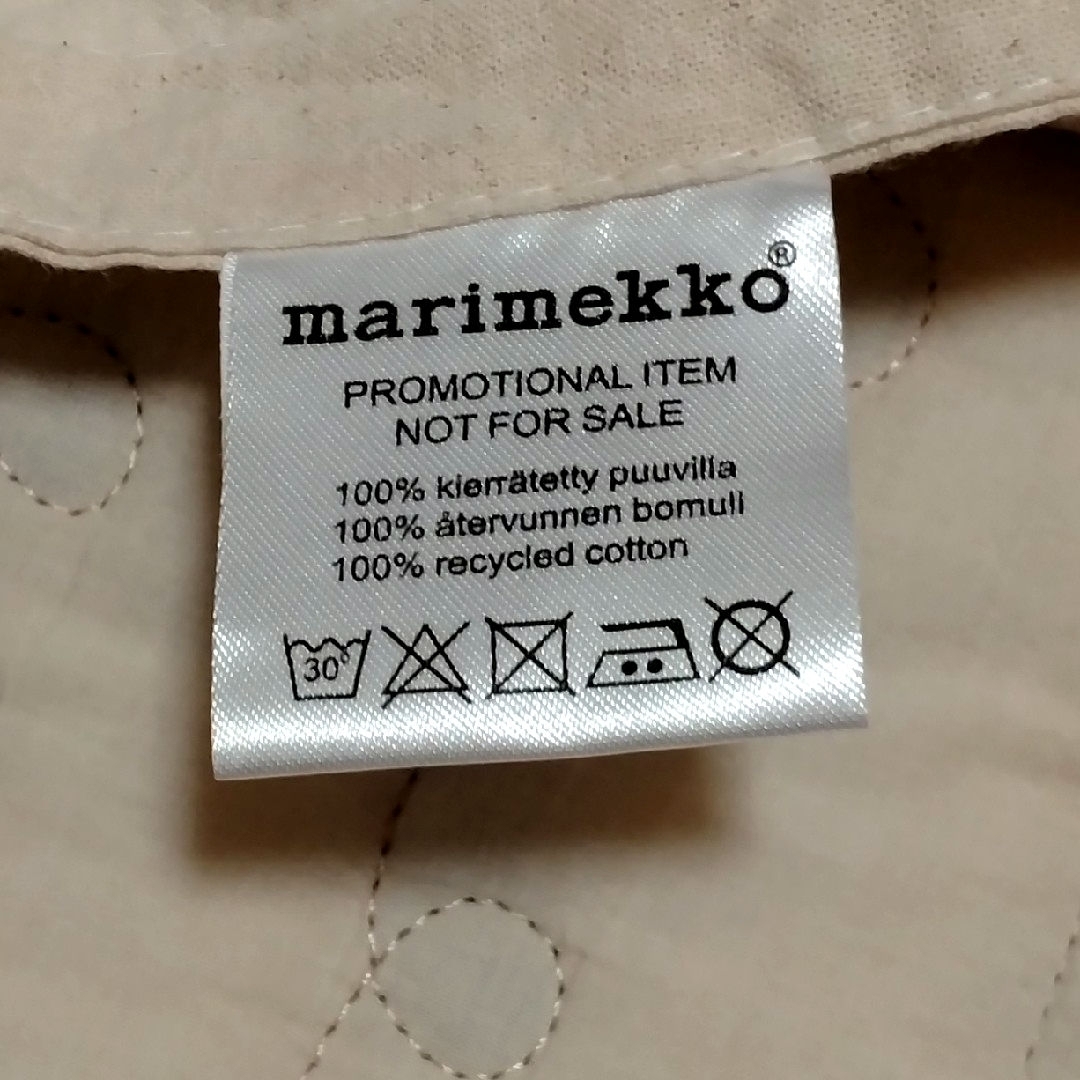 marimekko®
PROMOTIONAL ITEM
NOT FOR SALE
100% kierrätetty puuvilla
100% återvunnen bomull
100% recycled cotton
30°